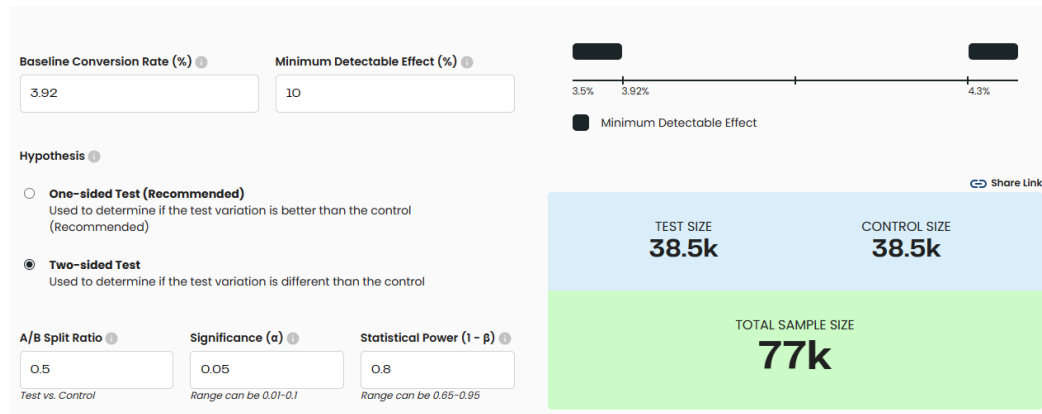 Baseline Conversion Rate (%)
Minimum Detectable Effect (%)
3.92
10
3.5%
3.92%
4.3%
Minimum Detectable Effect
Hypothesis
One-sided Test (Recommended)
Used to determine if the test variation is better than the control
(Recommended)
Two-sided Test
Used to determine if the test variation is different than the control
A/B Split Ratio
Significance (α)
Statistical Power (1 - β)
0.5
0.05
0.8
Test vs. Control
Range can be 0.01-0.1
Range can be 0.65-0.95
Share Link
TEST SIZE
38.5k
CONTROL SIZE
38.5k
TOTAL SAMPLE SIZE
77k